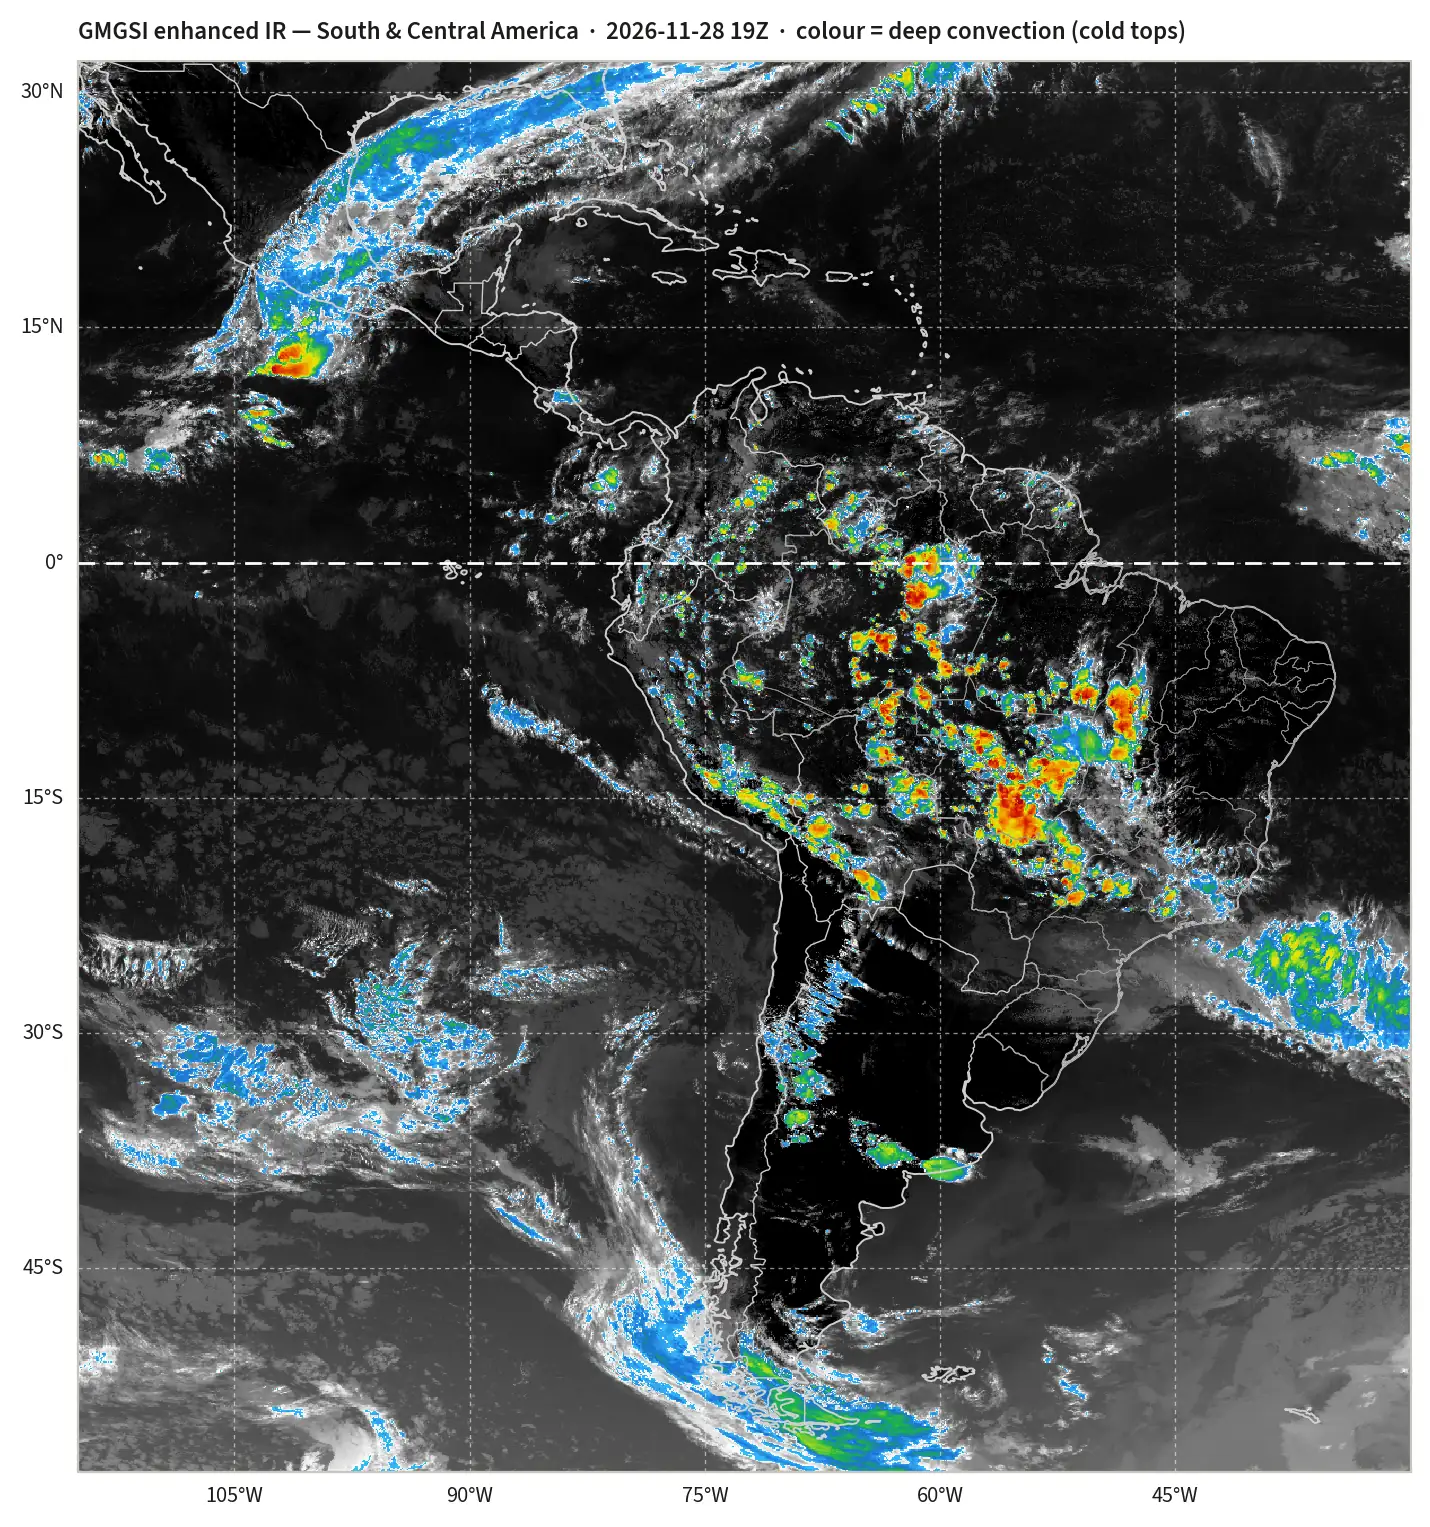 GMGSI enhanced IR — South & Central America · 2026-11-28 19Z · colour = deep convection (cold tops)
30°N
15°N
0°
15°S
30°S
45°S
105°W 90°W 75°W 60°W 45°W